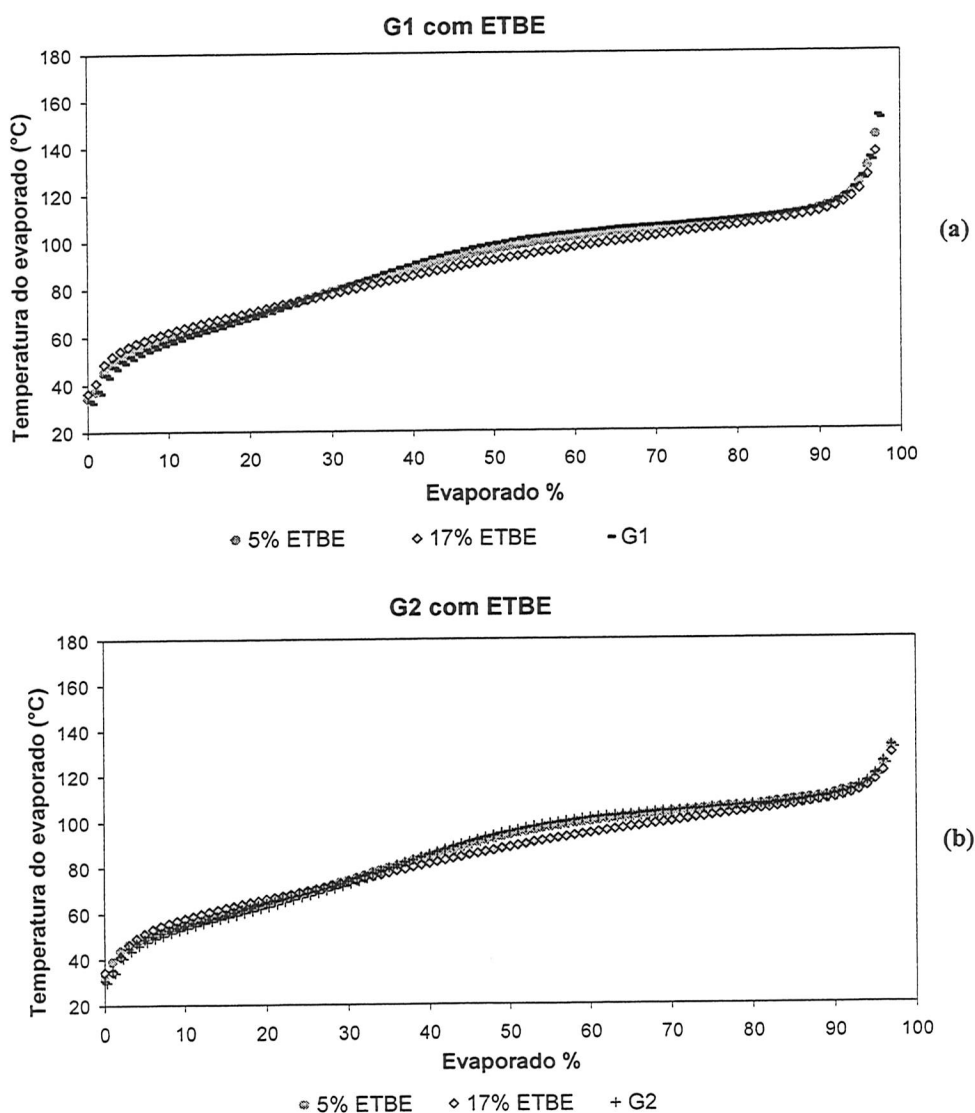 G1 com ETBE
Temperatura do evaporado (°C)
180
160
140
120
100
80
60
40
20
0 10 20 30 40 50 60 70 80 90 100
Evaporado %
5% ETBE 17% ETBE G1
(a)
G2 com ETBE
Temperatura do evaporado (°C)
180
160
140
120
100
80
60
40
20
0 10 20 30 40 50 60 70 80 90 100
Evaporado %
5% ETBE 17% ETBE G2
(b)